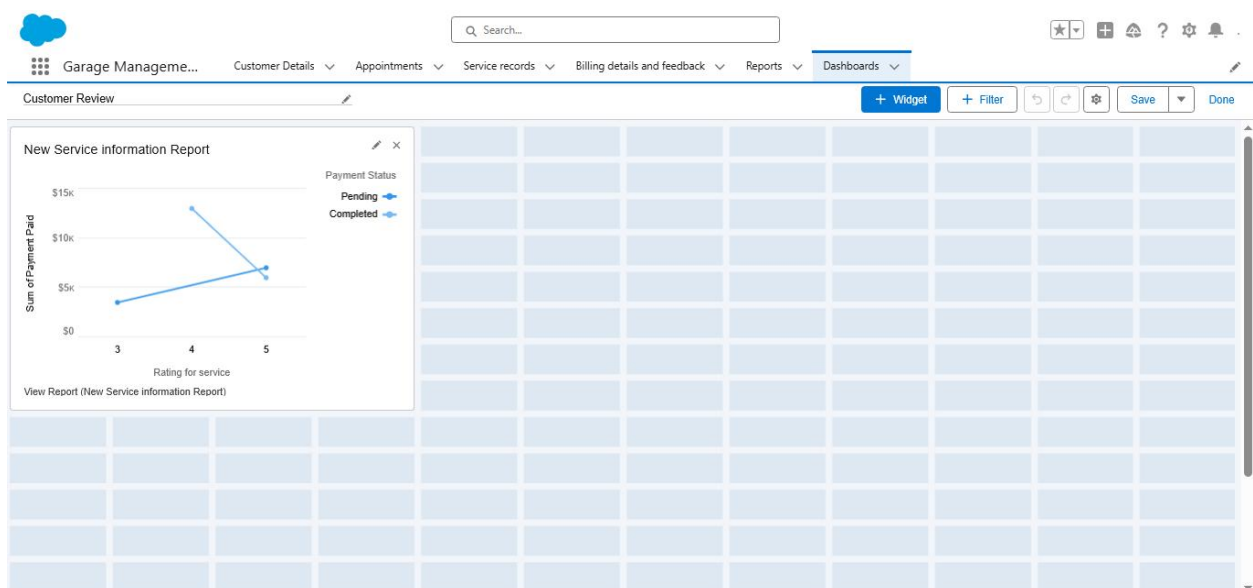 Search...
Garage Manageme... Customer Details Appointments Service records Billing details and feedback Reports Dashboards
Customer Review + Widget + Filter Save Done
New Service information Report
Payment Status
Pending
Completed
Sum of Payment Paid
$15K
$10K
$5K
$0
3 4 5
Rating for service
View Report (New Service information Report)